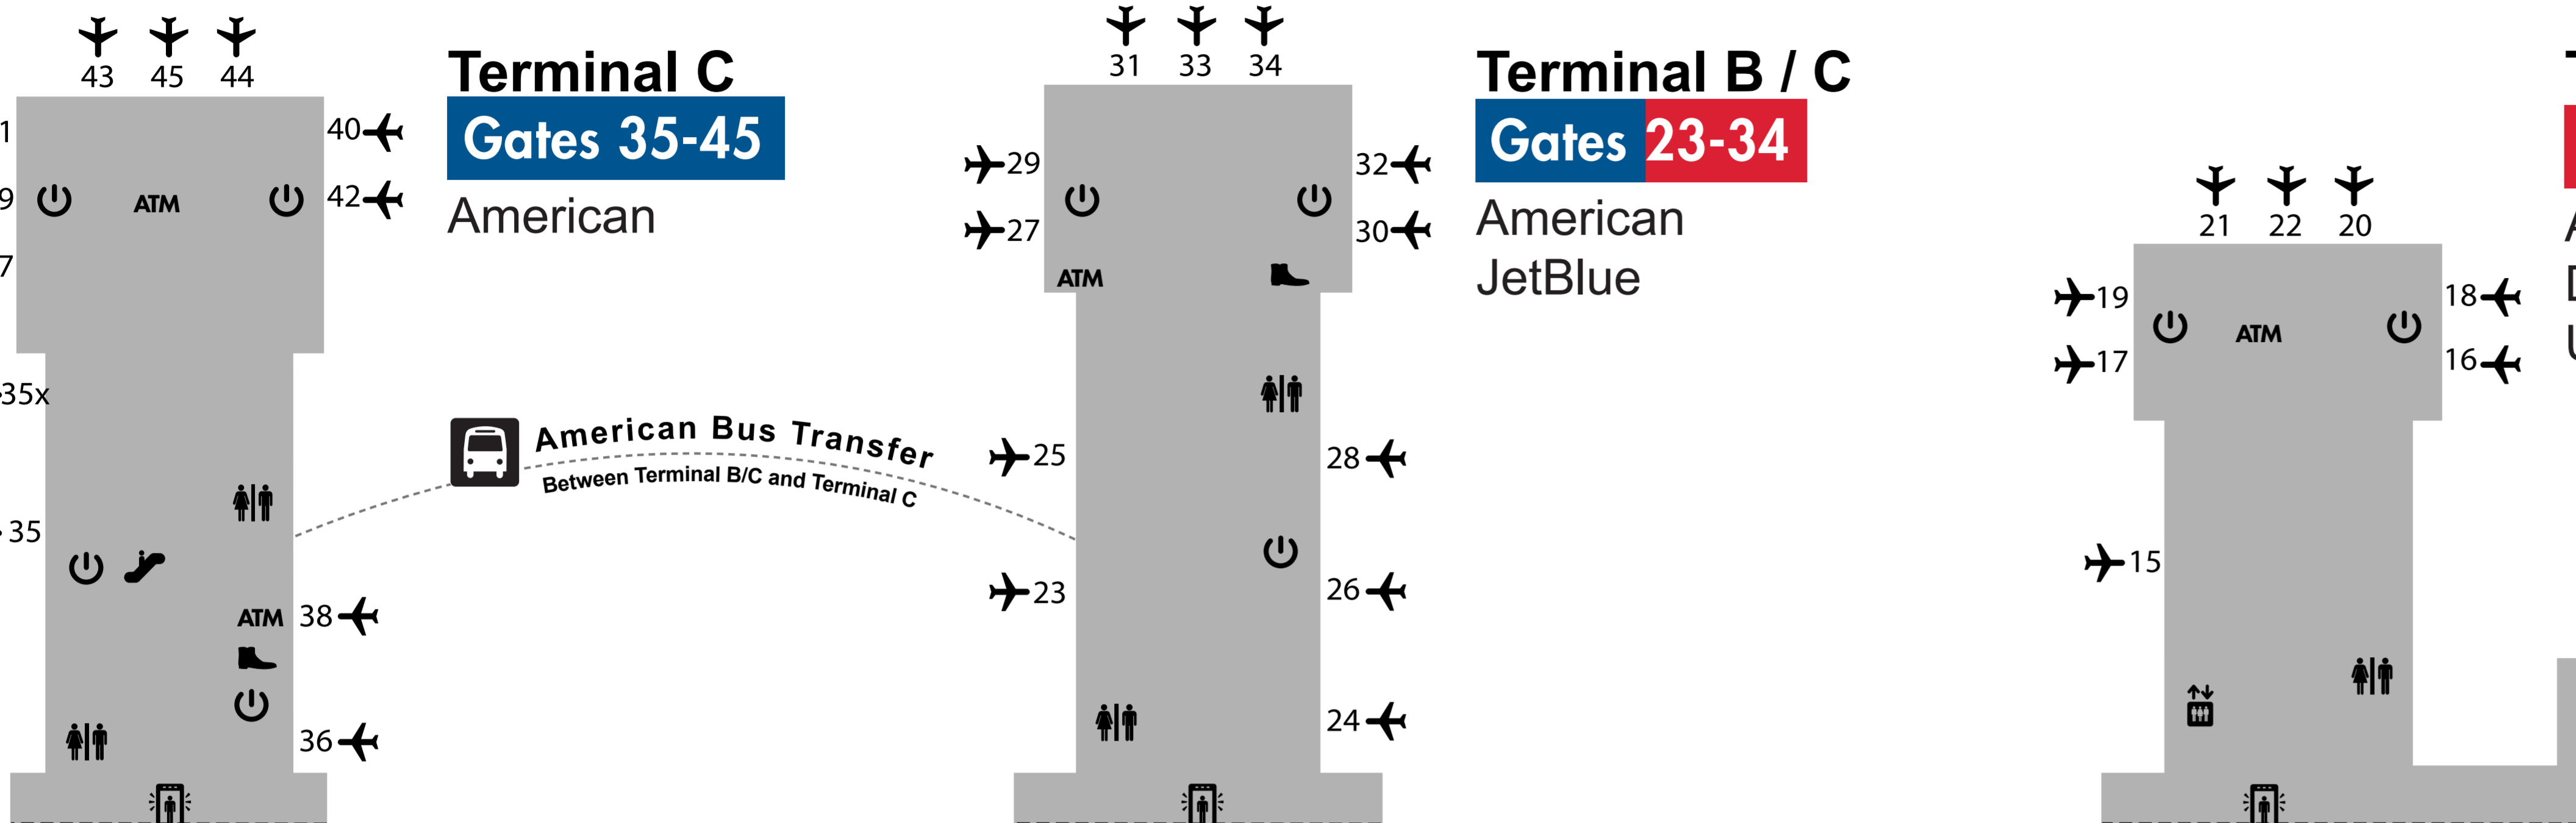 43 45 44
Terminal C
Gates 35-45
American
40
42
ATM
35x
35
ATM 38
36
American Bus Transfer
Between Terminal B/C and Terminal C
31 33 34
Terminal B / C
Gates 23-34
American
JetBlue
29
32
27
30
ATM
25
28
23
26
24
21 22 20
19
18
ATM
17
16
15